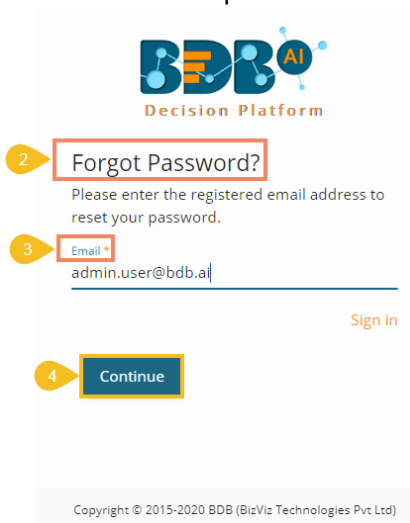 BDB AI
Decision Platform
2
Forgot Password?
Please enter the registered email address to
reset your password.
3
Email *
admin.user@bdb.ai
Sign in
4
Continue
Copyright © 2015-2020 BDB (BizViz Technologies Pvt Ltd)